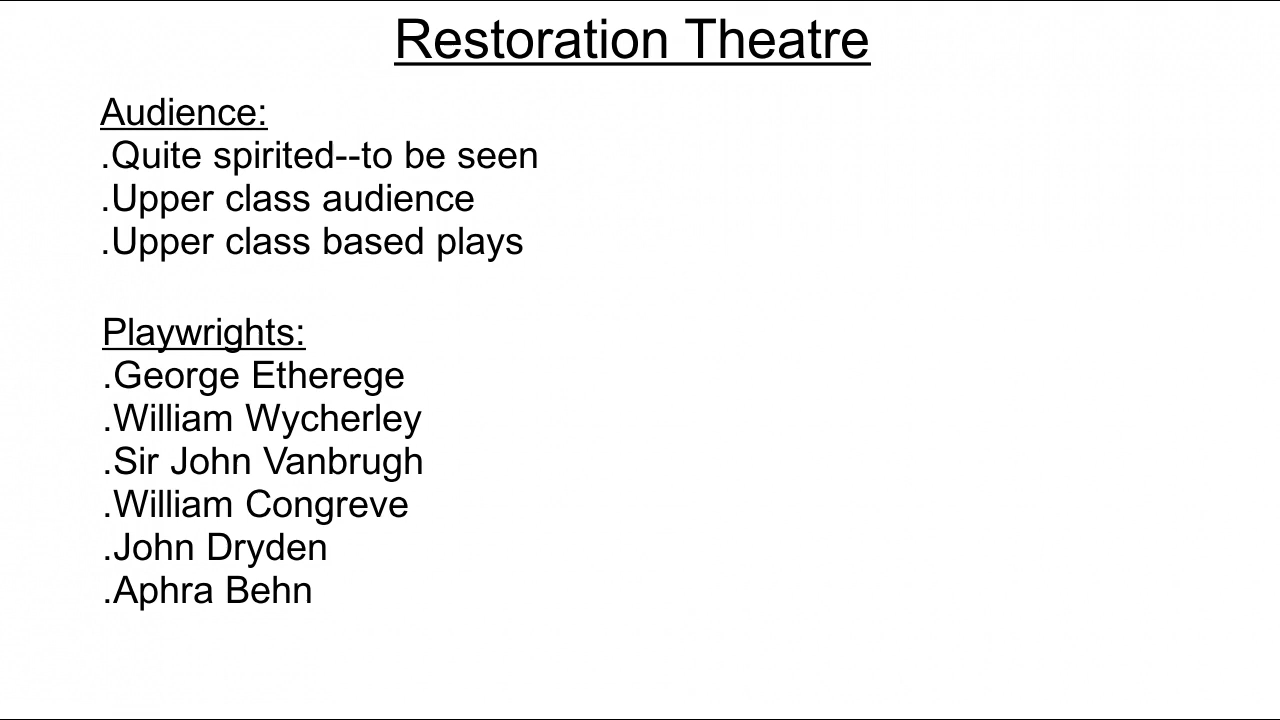 Restoration Theatre
Audience:
.Quite spirited--to be seen
.Upper class audience
.Upper class based plays
Playwrights:
.George Etherege
.William Wycherley
.Sir John Vanbrugh
.William Congreve
.John Dryden
.Aphra Behn